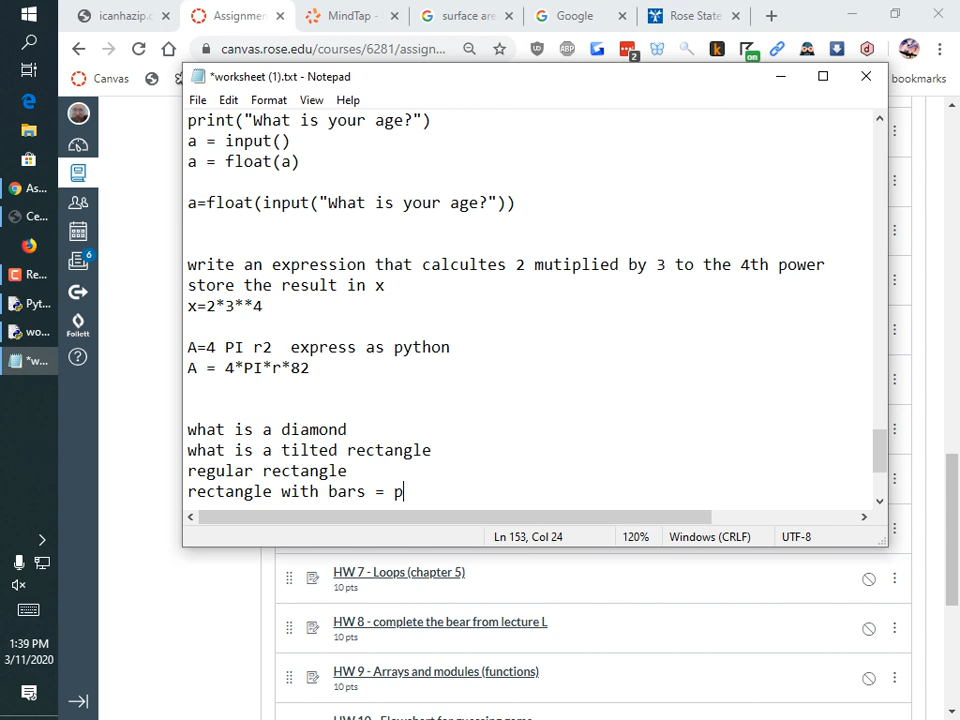 icanhazip.c
Assignmen
MindTap -
surface are
Google
Rose State
canvas.rose.edu/courses/6281/assign...
2
on
Canvas
bookmarks
*worksheet (1).txt - Notepad
File Edit Format View Help
print("What is your age?")
a = input()
a = float(a)
a=float(input("What is your age?"))
write an expression that calcultes 2 mutiplied by 3 to the 4th power
store the result in x
x=2*3**4
A=4 PI r2 express as python
A = 4*PI*r*82
what is a diamond
what is a tilted rectangle
regular rectangle
rectangle with bars = p
Ln 153, Col 24
120%
Windows (CRLF)
UTF-8
HW 7 - Loops (chapter 5)
10 pts
HW 8 - complete the bear from lecture L
10 pts
HW 9 - Arrays and modules (functions)
10 pts
As...
Ce...
Re...
Pyt...
wo...
*w...
6
Follett
1:39 PM
3/11/2020